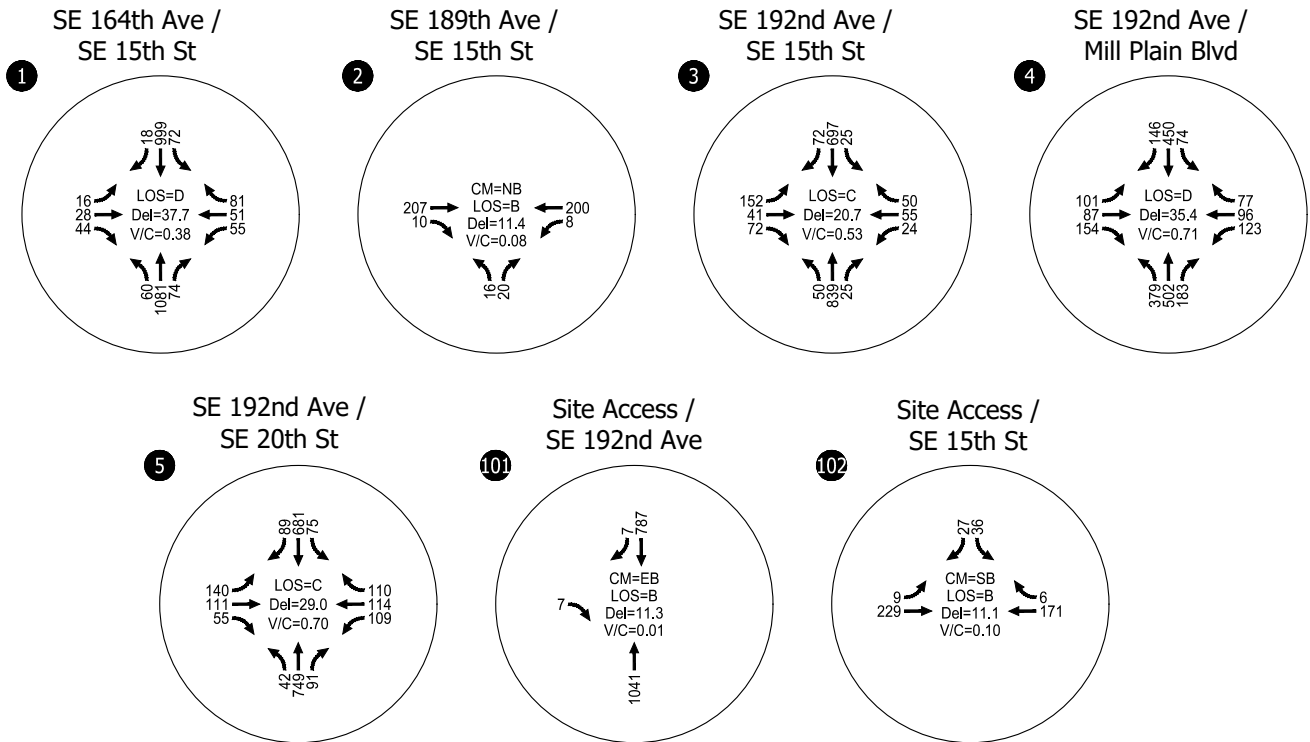 SE 164th Ave /
SE 15th St
1
18 999 72
16
28
44
LOS=D
Del=37.7
V/C=0.38
81
51
55
60 1081 74
SE 189th Ave /
SE 15th St
2
207
10
CM=NB
LOS=B
Del=11.4
V/C=0.08
200
8
16 20
SE 192nd Ave /
SE 15th St
3
72 697 25
152
41
72
LOS=C
Del=20.7
V/C=0.53
50
55
24
50 839 25
SE 192nd Ave /
Mill Plain Blvd
4
146 450 74
101
87
154
LOS=D
Del=35.4
V/C=0.71
77
96
123
379 502 183
SE 192nd Ave /
SE 20th St
5
89 681 75
140
111
55
LOS=C
Del=29.0
V/C=0.70
110
114
109
42 749 91
Site Access /
SE 192nd Ave
101
7 787
7
CM=EB
LOS=B
Del=11.3
V/C=0.01
1041
Site Access /
SE 15th St
102
27 36
9
229
CM=SB
LOS=B
Del=11.1
V/C=0.10
6
171